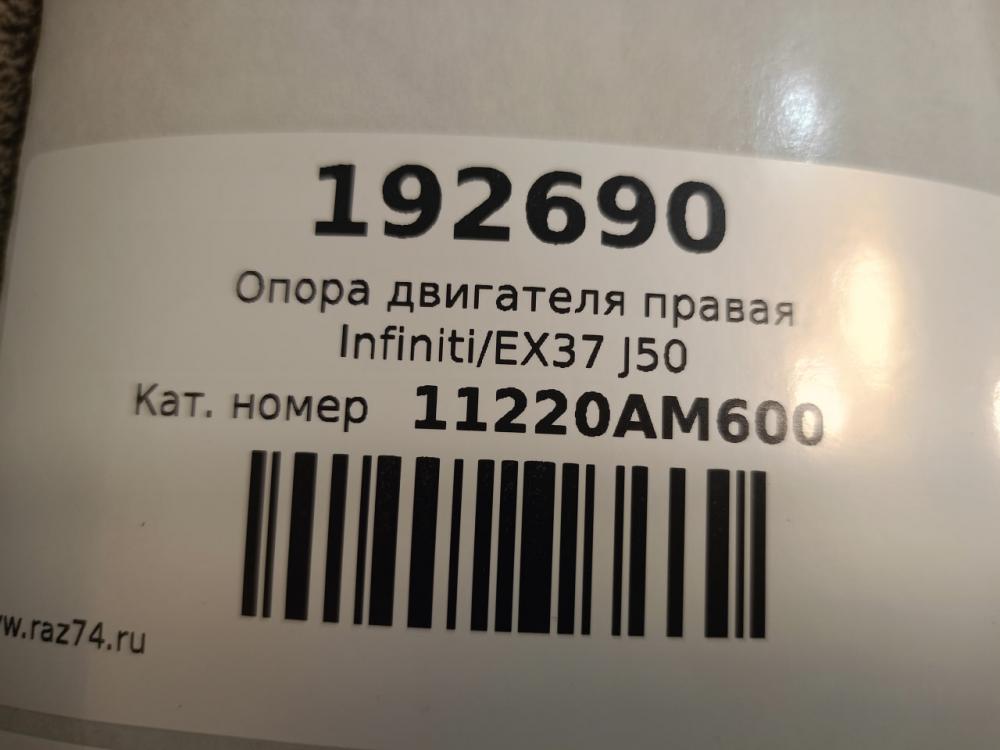 192690
Опора двигателя правая
Infiniti/EX37 J50
Кат. номер 11220AM600
w.raz74.ru